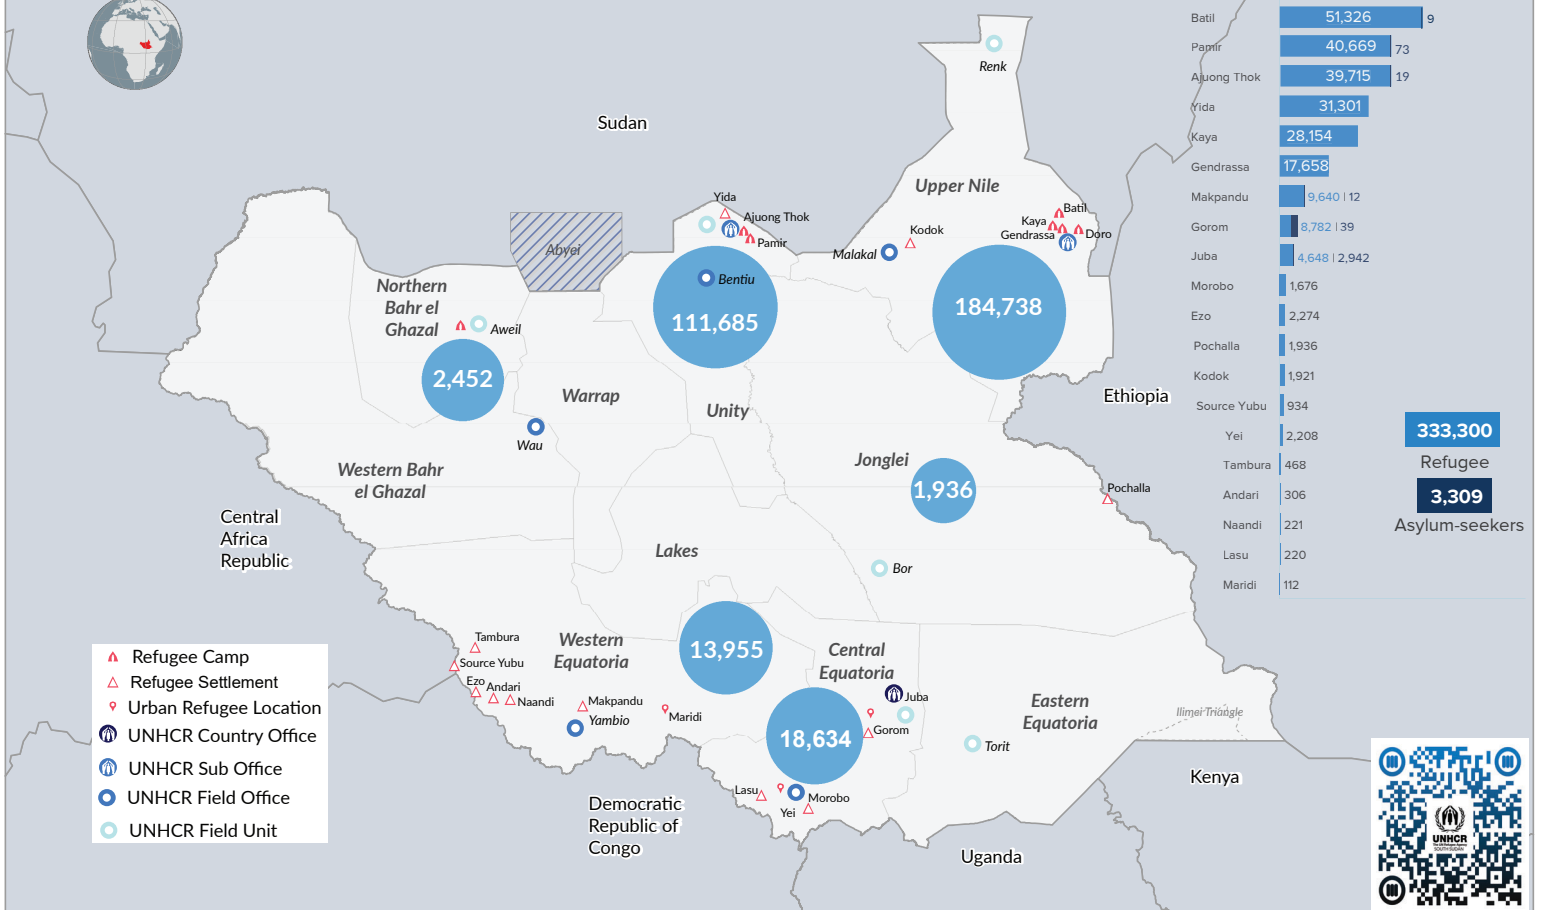 Batil 51,326 9
Pamir 40,669 73
Ajuong Thok 39,715 19
Yida 31,301
Kaya 28,154
Gendrassa 17,658
Makpandu 9,640 | 12
Gorom 8,782 | 39
Juba 4,648 | 2,942
Morobo 1,676
Ezo 2,274
Pochalla 1,936
Kodok 1,921
Source Yubu 934
Yei 2,208
Tambura 468
Andari 306
Naandi 221
Lasu 220
Maridi 112
333,300
Refugee
3,309
Asylum-seekers
Renk
Sudan
Upper Nile
Yida
Ajuong Thok
Pamir
Batil
Kaya
Gendrassa
Doro
Kodok
Malakal
Abyei
Bentiu
111,685
184,738
Northern
Bahr el
Ghazal
Aweil
2,452
Warrap
Unity
Wau
Ethiopia
Western Bahr
el Ghazal
Jonglei
1,936
Pochalla
Central
Africa
Republic
Lakes
Bor
Tambura
Source Yubu
Ezo
Andari
Naandi
Western
Equatoria
Makpandu
Yambio
Maridi
13,955
Central
Equatoria
Juba
Gorom
18,634
Eastern
Equatoria
Torit
Ilimei Triangle
Lasu
Yei
Morobo
Democratic
Republic of
Congo
Uganda
Kenya
Refugee Camp
Refugee Settlement
Urban Refugee Location
UNHCR Country Office
UNHCR Sub Office
UNHCR Field Office
UNHCR Field Unit
UNHCR
The UN Refugee Agency
SOUTH SUDAN